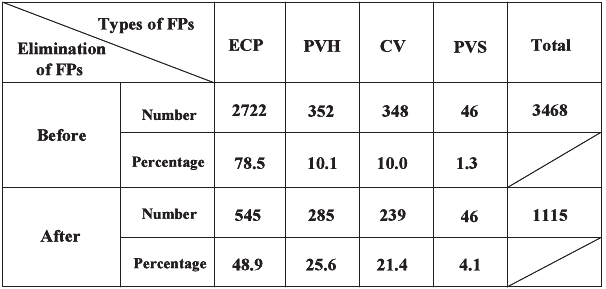 Types of FPs
Elimination
of FPs
ECP PVH CV PVS Total
Before
Number 2722 352 348 46 3468
Percentage 78.5 10.1 10.0 1.3
After
Number 545 285 239 46 1115
Percentage 48.9 25.6 21.4 4.1